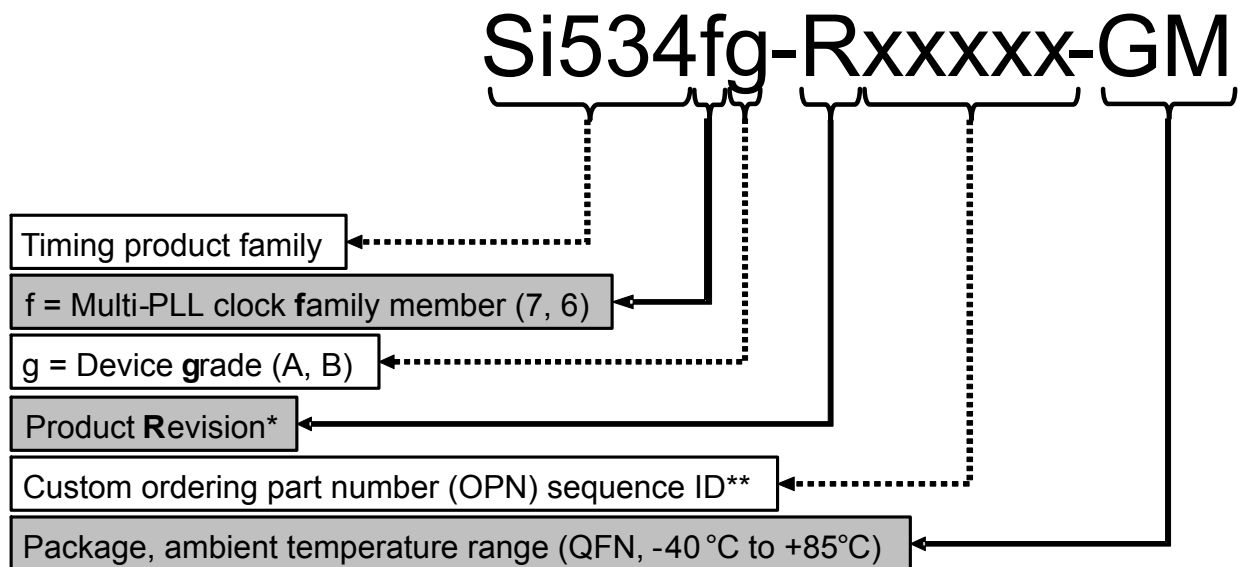 Si534fg-Rxxxxx-GM
Timing product family
f = Multi-PLL clock family member (7, 6)
g = Device grade (A, B)
Product Revision*
Custom ordering part number (OPN) sequence ID**
Package, ambient temperature range (QFN, -40 °C to +85°C)